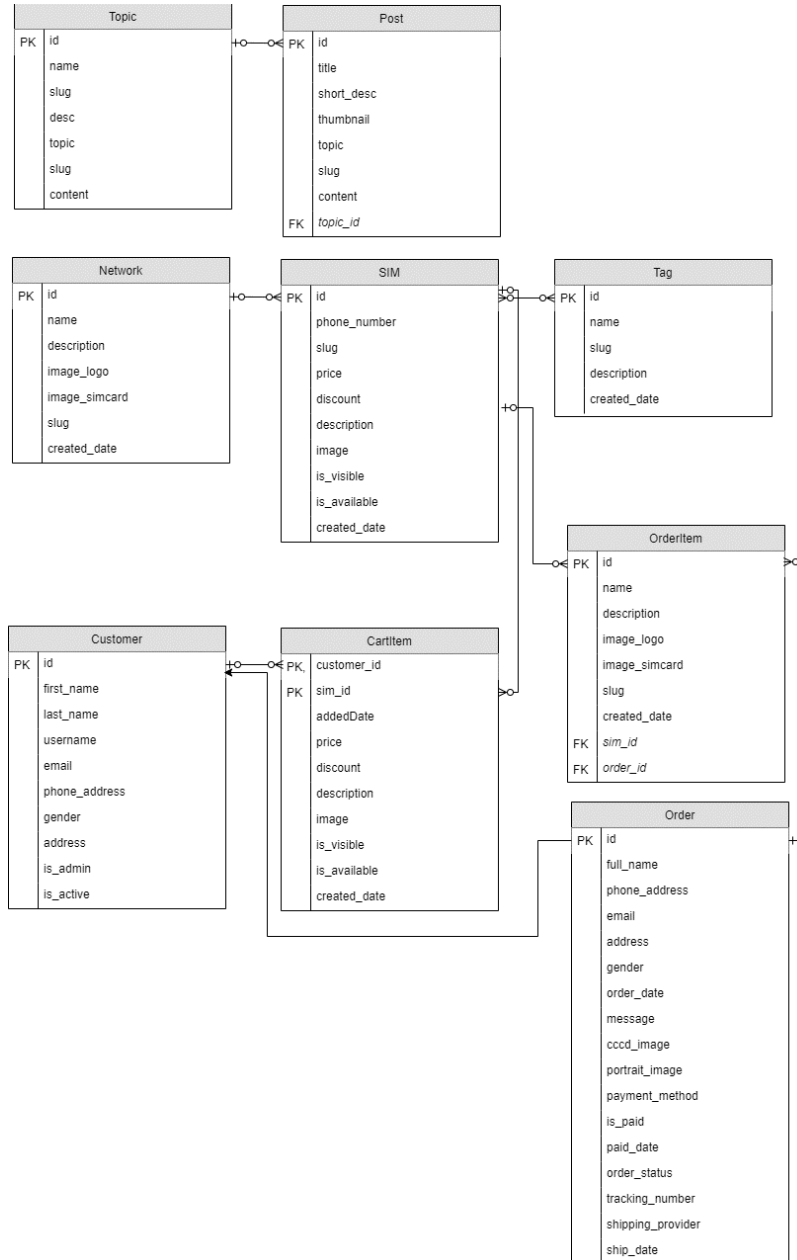 Topic
PK id
name
slug
desc
topic
slug
content
Post
PK id
title
short_desc
thumbnail
topic
slug
content
FK topic_id
Network
PK id
name
description
image_logo
image_simcard
slug
created_date
SIM
PK id
phone_number
slug
price
discount
description
image
is_visible
is_available
created_date
Tag
PK id
name
slug
description
created_date
OrderItem
PK id
name
description
image_logo
image_simcard
slug
created_date
FK sim_id
FK order_id
Customer
PK id
first_name
last_name
username
email
phone_address
gender
address
is_admin
is_active
CartItem
PK, customer_id
PK sim_id
addedDate
price
discount
description
image
is_visible
is_available
created_date
Order
PK id
full_name
phone_address
email
address
gender
order_date
message
cccd_image
portrait_image
payment_method
is_paid
paid_date
order_status
tracking_number
shipping_provider
ship_date